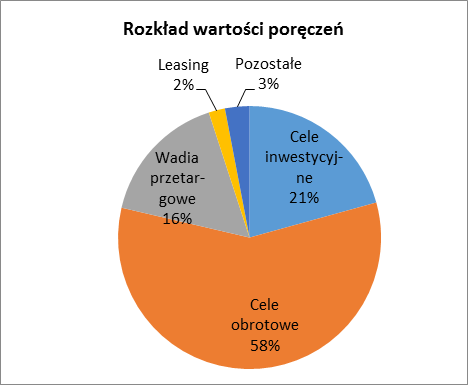 Rozkład wartości poręczeń
Leasing
2%
Pozostałe
3%
Cele
inwestycyj-
ne
21%
Wadia
przetar-
gowe
16%
Cele
obrotowe
58%